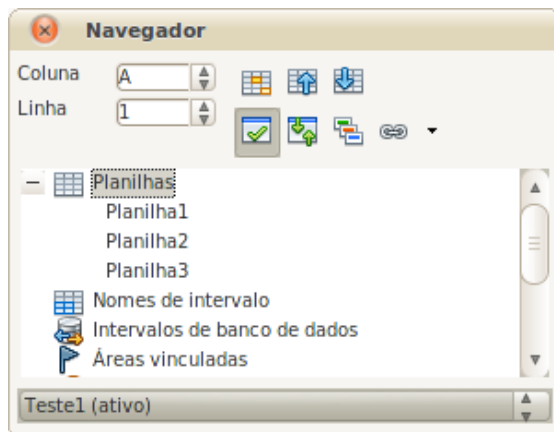 Navegador
Coluna A
Linha 1
Planilhas
Planilha1
Planilha2
Planilha3
Nomes de intervalo
Intervalos de banco de dados
Áreas vinculadas
Teste1 (ativo)